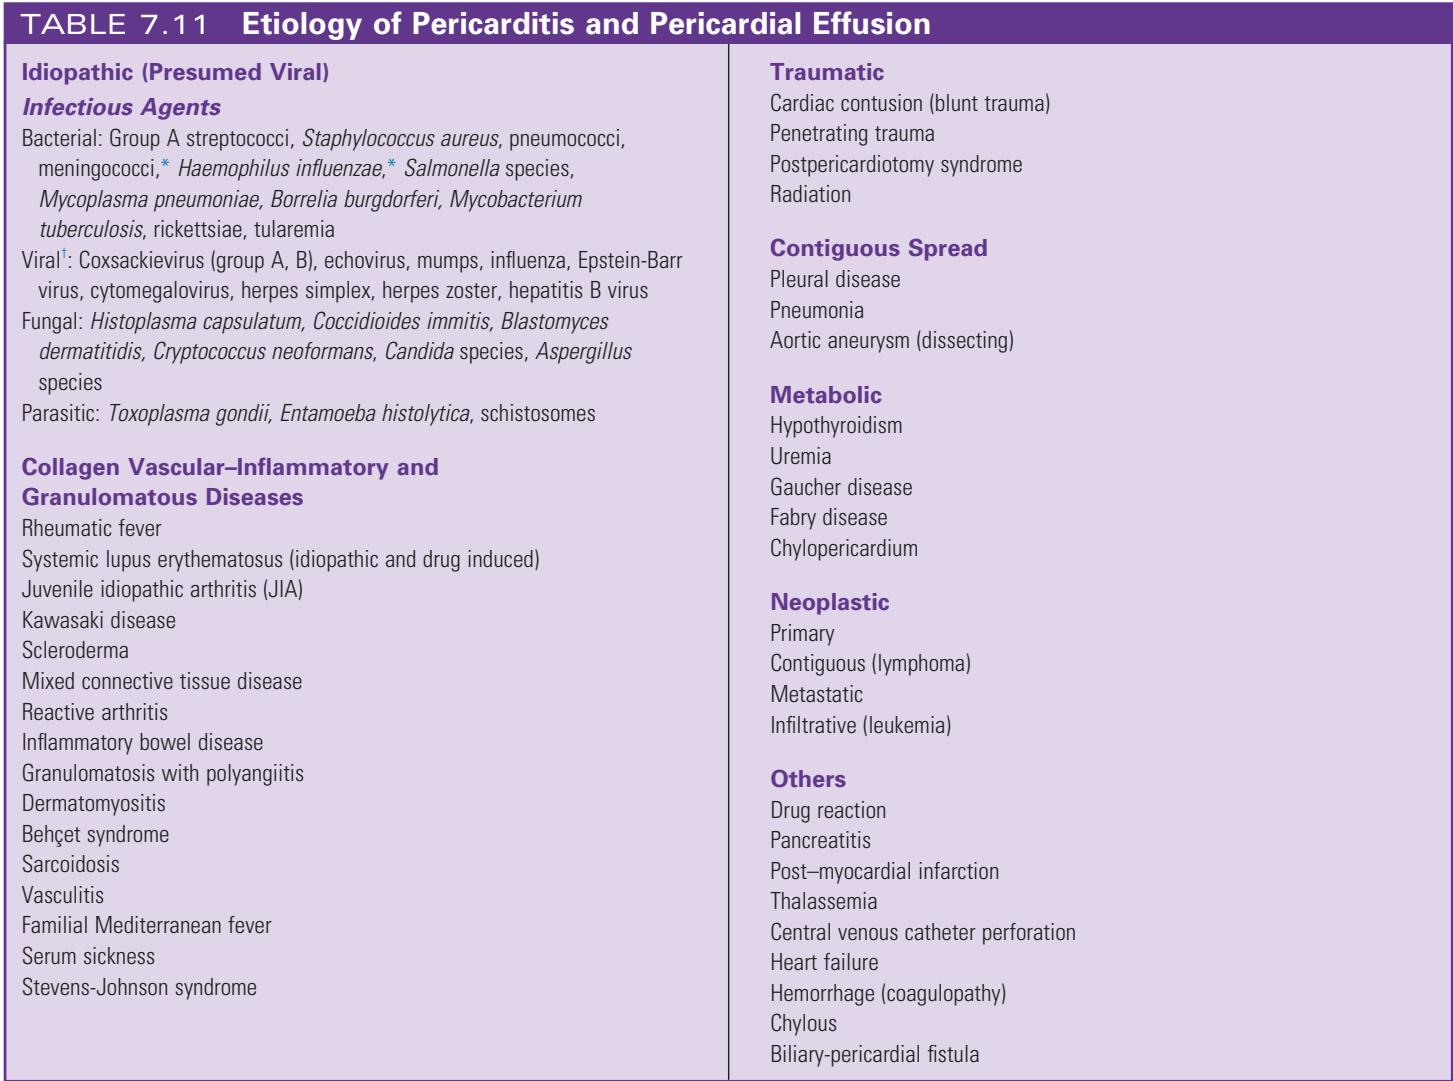 TABLE 7.11 Etiology of Pericarditis and Pericardial Effusion
Idiopathic (Presumed Viral)
Infectious Agents
Bacterial: Group A streptococci, Staphylococcus aureus, pneumococci,
meningococci,* Haemophilus influenzae,* Salmonella species,
Mycoplasma pneumoniae, Borrelia burgdorferi, Mycobacterium
tuberculosis, rickettsiae, tularemia
Viral†: Coxsackievirus (group A, B), echovirus, mumps, influenza, Epstein-Barr
virus, cytomegalovirus, herpes simplex, herpes zoster, hepatitis B virus
Fungal: Histoplasma capsulatum, Coccidioides immitis, Blastomyces
dermatitidis, Cryptococcus neoformans, Candida species, Aspergillus
species
Parasitic: Toxoplasma gondii, Entamoeba histolytica, schistosomes
Collagen Vascular–Inflammatory and
Granulomatous Diseases
Rheumatic fever
Systemic lupus erythematosus (idiopathic and drug induced)
Juvenile idiopathic arthritis (JIA)
Kawasaki disease
Scleroderma
Mixed connective tissue disease
Reactive arthritis
Inflammatory bowel disease
Granulomatosis with polyangiitis
Dermatomyositis
Behçet syndrome
Sarcoidosis
Vasculitis
Familial Mediterranean fever
Serum sickness
Stevens-Johnson syndrome
Traumatic
Cardiac contusion (blunt trauma)
Penetrating trauma
Postpericardiotomy syndrome
Radiation
Contiguous Spread
Pleural disease
Pneumonia
Aortic aneurysm (dissecting)
Metabolic
Hypothyroidism
Uremia
Gaucher disease
Fabry disease
Chylopericardium
Neoplastic
Primary
Contiguous (lymphoma)
Metastatic
Infiltrative (leukemia)
Others
Drug reaction
Pancreatitis
Post–myocardial infarction
Thalassemia
Central venous catheter perforation
Heart failure
Hemorrhage (coagulopathy)
Chylous
Biliary-pericardial fistula